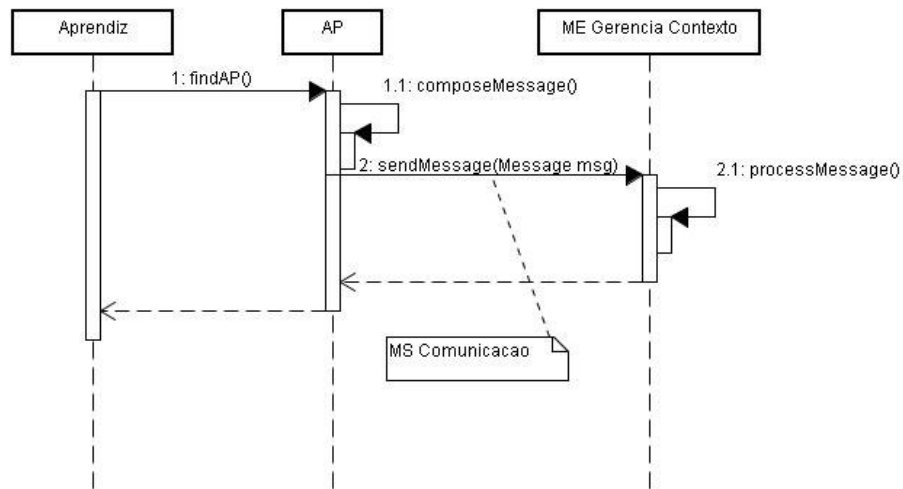 Aprendiz
AP
ME Gerencia Contexto
1: findAP()
1.1: composeMessage()
2: sendMessage(Message msg)
2.1: processMessage()
MS Comunicacao